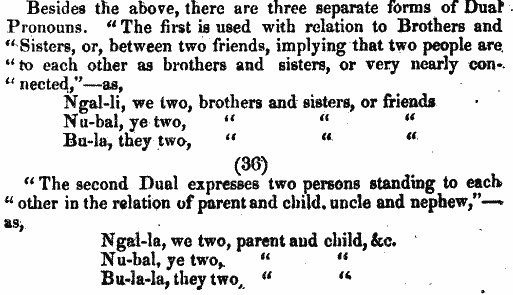 Besides the above, there are three separate forms of Dual
Pronouns. "The first is used with relation to Brothers and
"Sisters, or, between two friends, implying that two people are
"to each other as brothers and sisters, or very nearly con-
"nected,"—as,
Ngal-li, we two, brothers and sisters, or friends
Nu-bal, ye two, " " "
Bu-la, they two, " " "
(36)
"The second Dual expresses two persons standing to each
"other in the relation of parent and child, uncle and nephew,"—
as,
Ngal-la, we two, parent and child, &c.
Nu-bal, ye two, " "
Bu-la-la, they two, " "